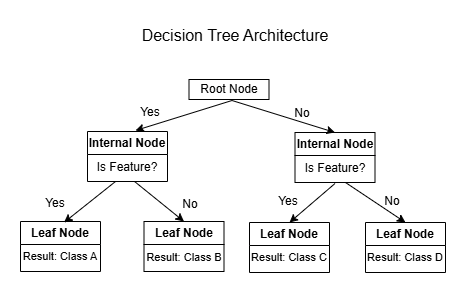 Decision Tree Architecture
Root Node
Yes
No
Internal Node
Is Feature?
Internal Node
Is Feature?
Yes
No
Yes
No
Leaf Node
Result: Class A
Leaf Node
Result: Class B
Leaf Node
Result: Class C
Leaf Node
Result: Class D